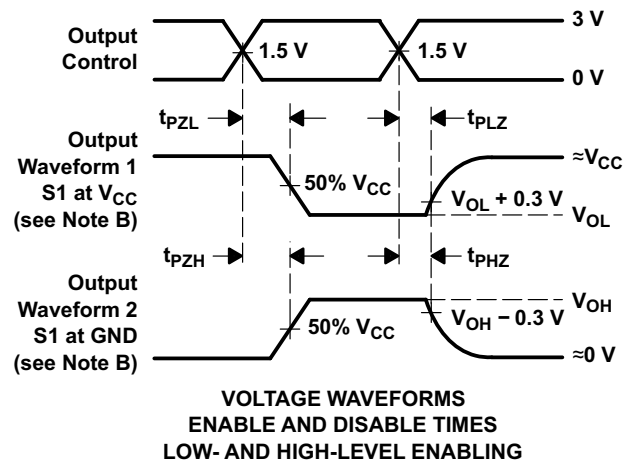 Output
Control
1.5 V
1.5 V
3 V
0 V
tPZL
tPLZ
Output
Waveform 1
S1 at VCC
(see Note B)
50% VCC
VOL + 0.3 V
≈VCC
VOL
tPZH
tPHZ
Output
Waveform 2
S1 at GND
(see Note B)
50% VCC
VOH − 0.3 V
VOH
≈0 V
VOLTAGE WAVEFORMS
ENABLE AND DISABLE TIMES
LOW- AND HIGH-LEVEL ENABLING